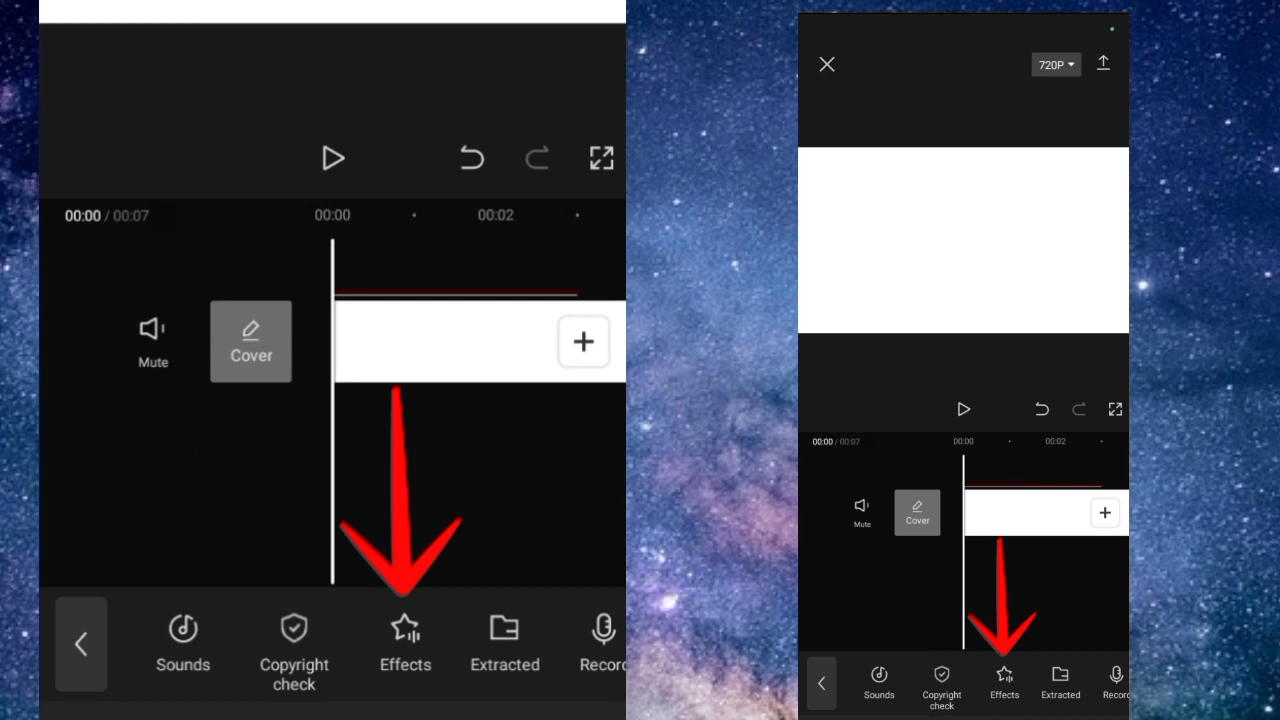 00:00 / 00:07
00:00
00:02
Mute
Cover
Sounds
Copyright
check
Effects
Extracted
Recor
720P
00:00 / 00:07
00:00
00:02
Mute
Cover
Sounds
Copyright
check
Effects
Extracted
Record